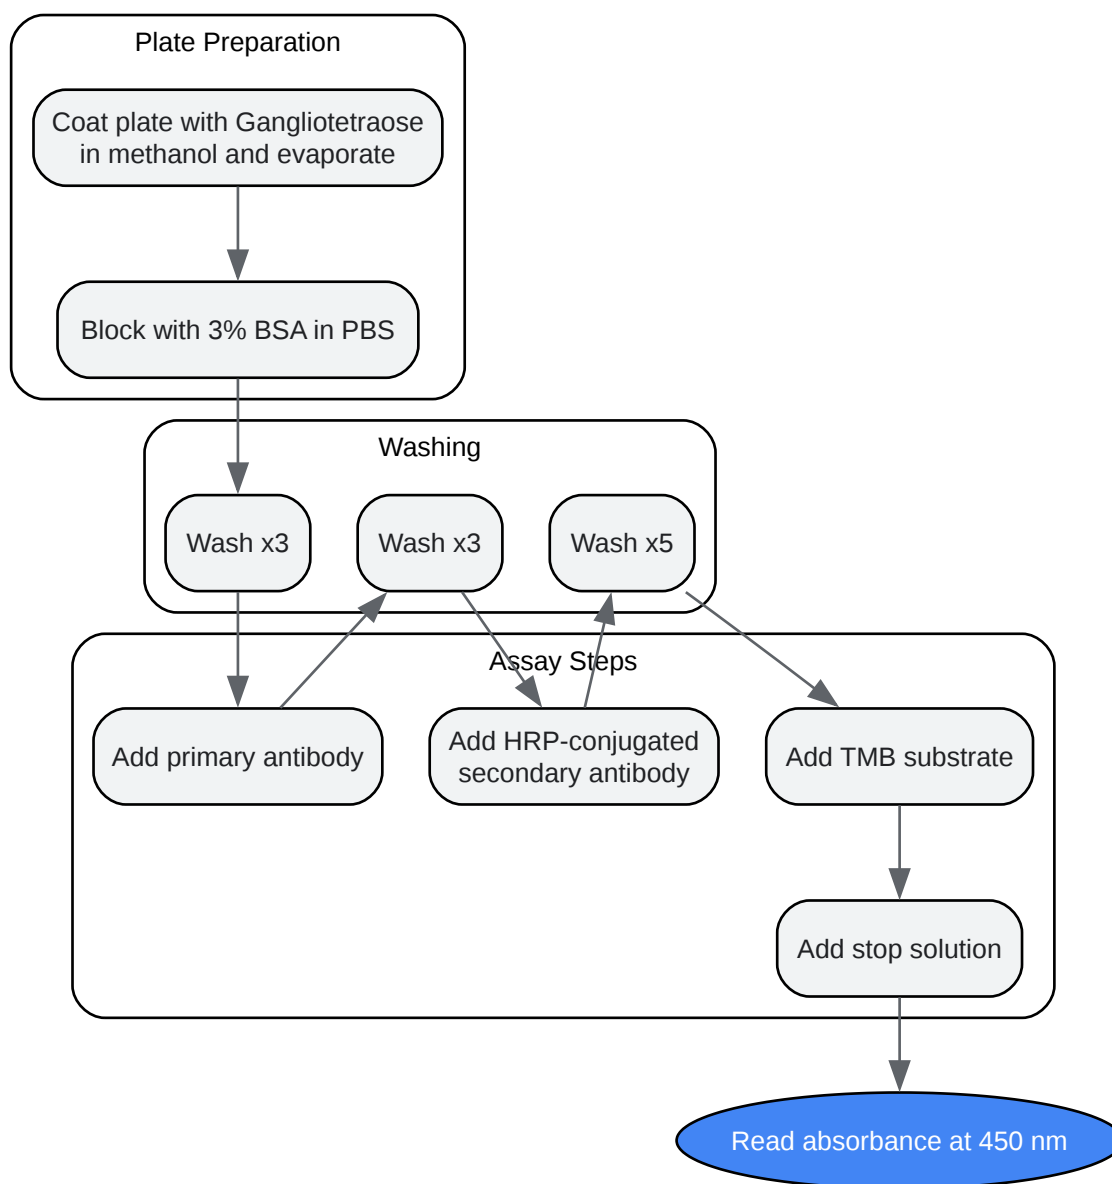 Plate Preparation
Coat plate with Gangliotetraose
in methanol and evaporate
Block with 3% BSA in PBS
Washing
Wash x3
Wash x3
Wash x5
Assay Steps
Add primary antibody
Add HRP-conjugated
secondary antibody
Add TMB substrate
Add stop solution
Read absorbance at 450 nm